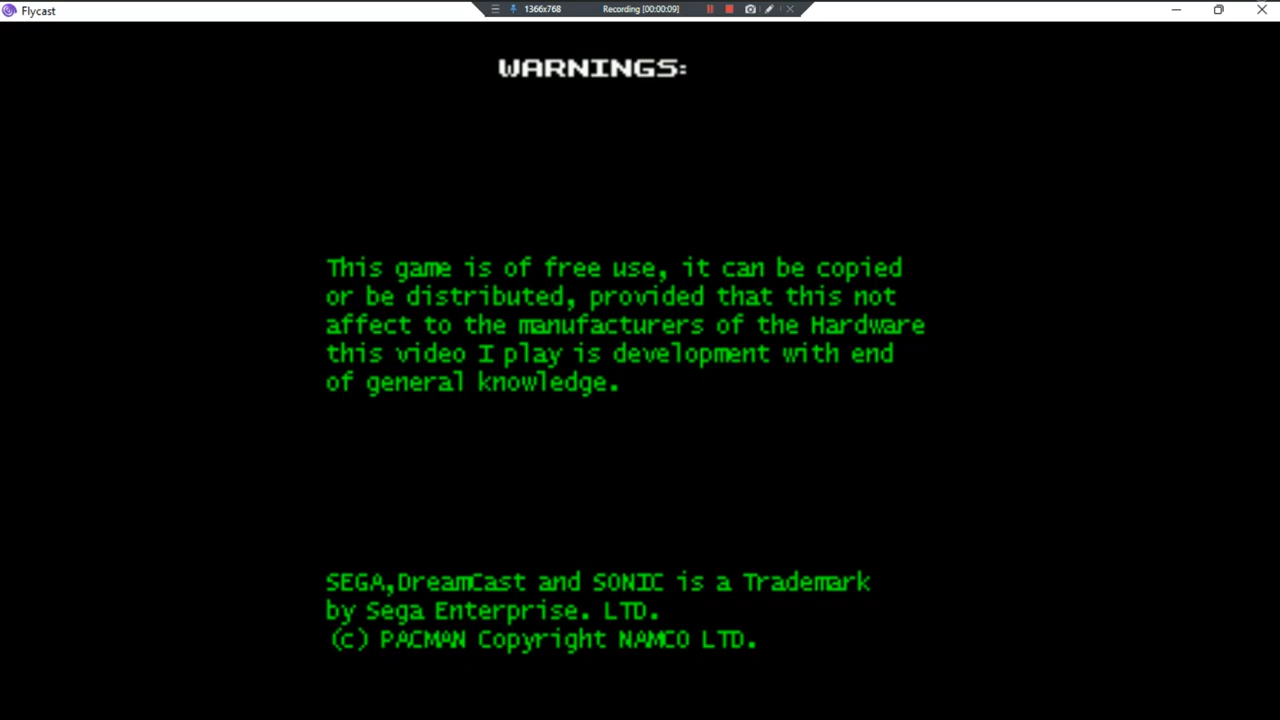 Flycast
1366x768
Recording [00:00:09]
WARNINGS:
This game is of free use, it can be copied
or be distributed, provided that this not
affect to the manufacturers of the Hardware
this video I play is development with end
of general knowledge.
SEGA,DreamCast and SONIC is a Trademark
by Sega Enterprise. LTD.
(c) PACMAN Copyright NAMCO LTD.